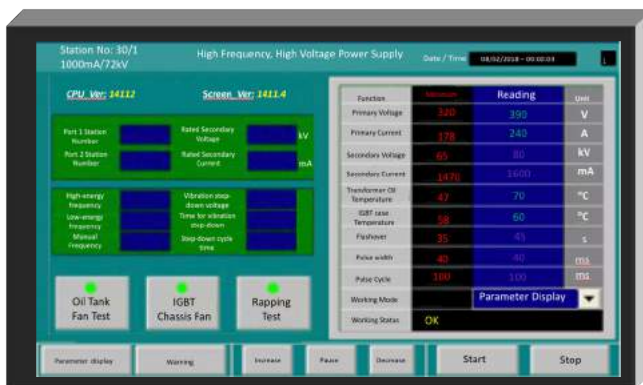 Station No: 30/1
1000mA/72kV
High Frequency, High Voltage Power Supply
Date / Time
08/02/2018 - 00:00:03
1
CPU_Ver: 14112
Screen_Ver: 1411.4
Port 1 Station Number
Rated Secondary Voltage
kV
Port 2 Station Number
Rated Secondary Current
mA
High-energy frequency
Vibration step-down voltage
Low-energy frequency
Time for vibration step-down
Manual Frequency
Step-down cycle time
Oil Tank Fan Test
IGBT Chassis Fan
Rapping Test
Function
Reading
Unit
Primary Voltage 320 390 V
Primary Current 178 240 A
Secondary Voltage 65 80 kV
Secondary Current 1470 1600 mA
Transformer Oil Temperature 47 70 °C
IGBT case Temperature 58 60 °C
Flashover 35 45 s
Pulse width 40 40 ms
Pulse Cycle 100 100 ms
Working Mode Parameter Display
Working Status OK
Parameter display
Warning
Increase
Pause
Decrease
Start
Stop